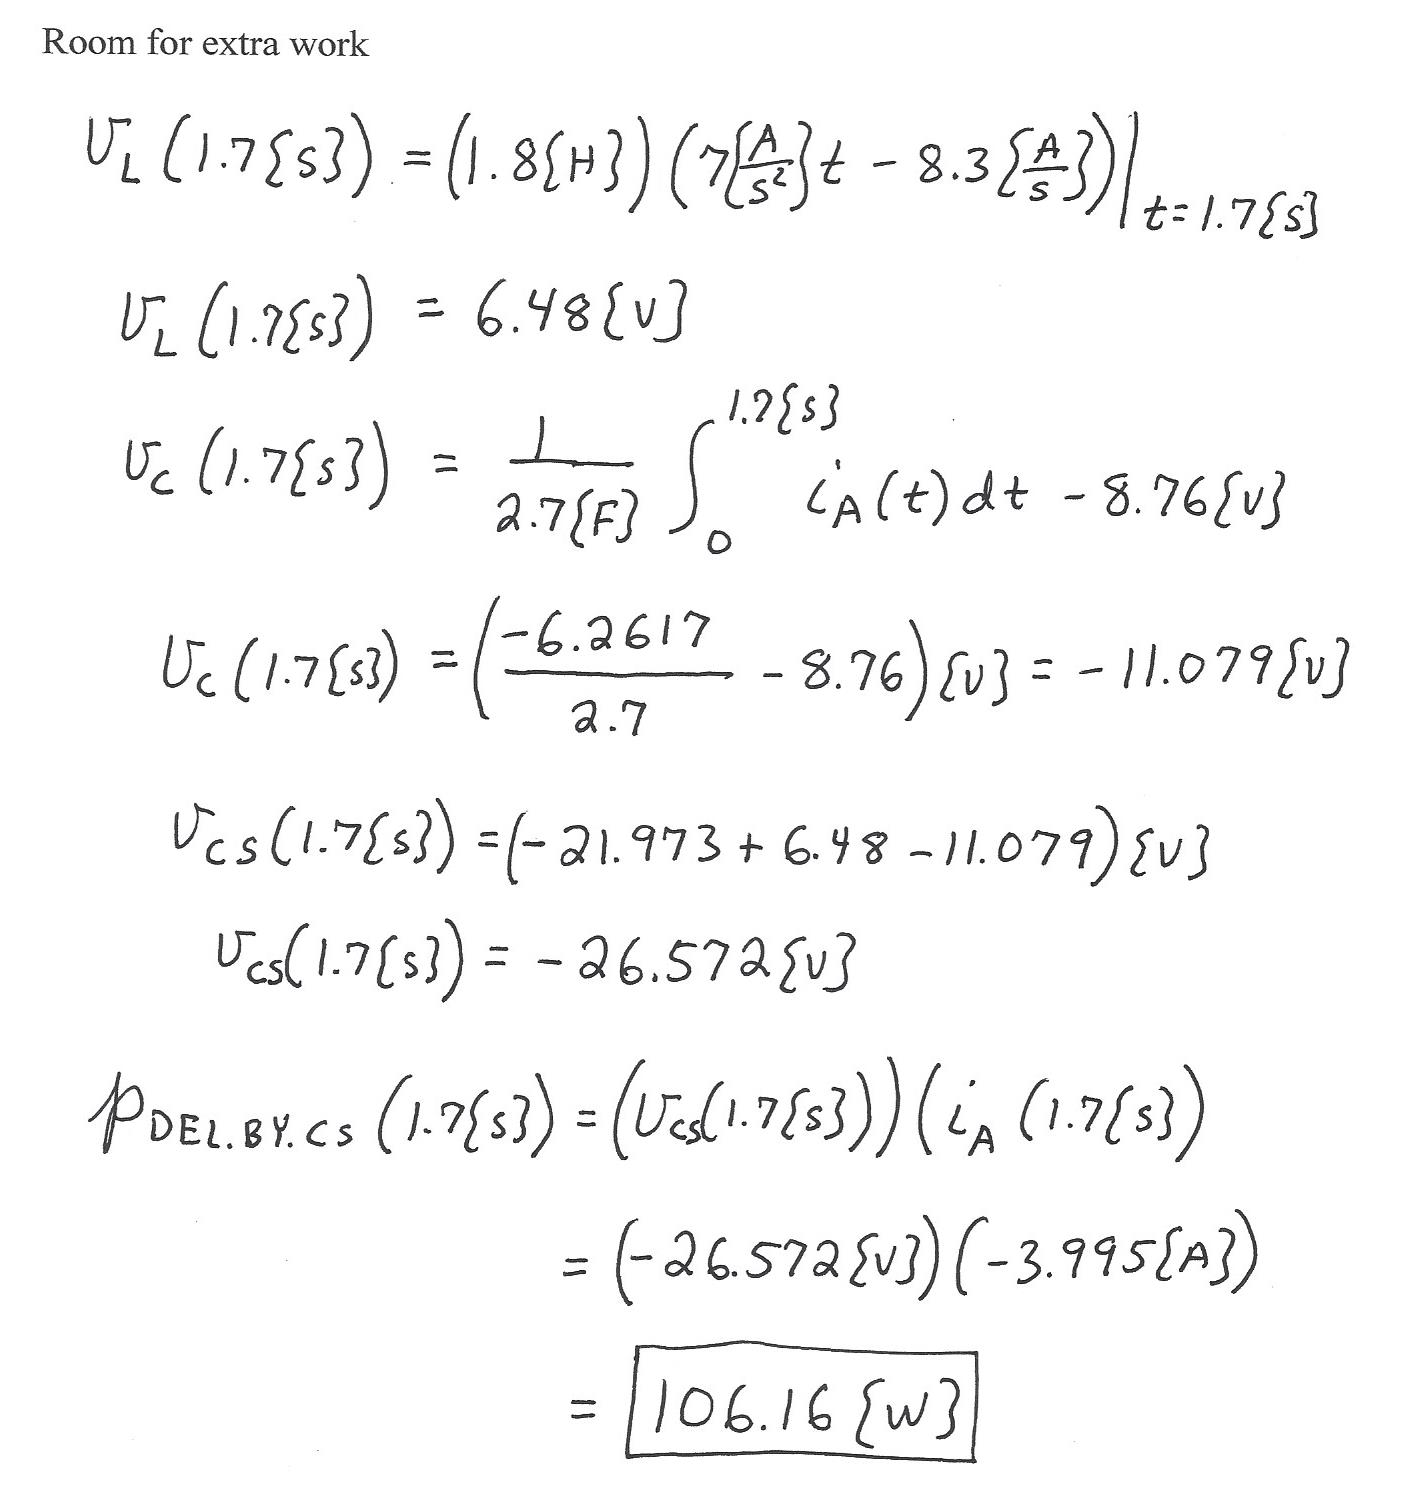 Room for extra work
v_L (1.7{s}) = (1.8{H}) (7{A/s²}t - 8.3{A/s})|_{t=1.7{s}}
v_L (1.7{s}) = 6.48{V}
v_C (1.7{s}) = 1/2.7{F} ∫_0^{1.7{s}} i_A(t) dt - 8.76{V}
v_C (1.7{s}) = (-6.2617/2.7 - 8.76) {V} = -11.079{V}
v_CS (1.7{s}) = (-21.973 + 6.48 - 11.079) {V}
v_CS (1.7{s}) = -26.572{V}
p_DEL.BY.CS (1.7{s}) = (v_CS(1.7{s})) (i_A (1.7{s})
= (-26.572{V}) (-3.995{A})
= 106.16 {W}